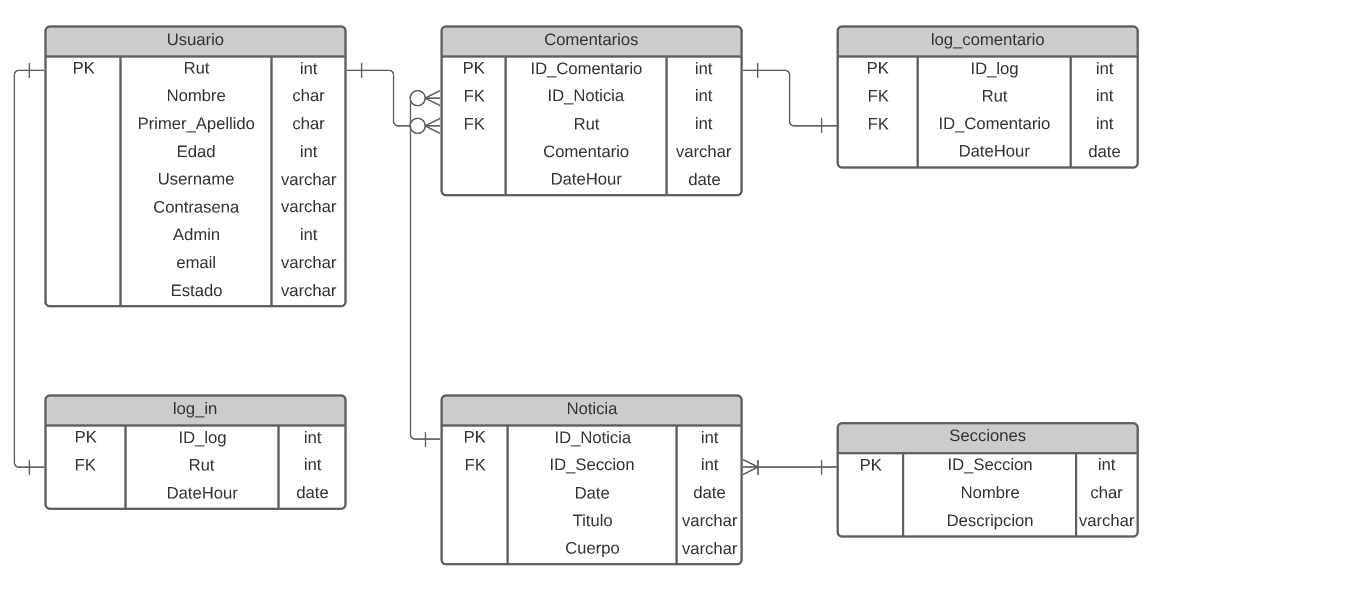 Usuario
PK Rut int
Nombre char
Primer_Apellido char
Edad int
Username varchar
Contrasena varchar
Admin int
email varchar
Estado varchar
Comentarios
PK ID_Comentario int
FK ID_Noticia int
FK Rut int
Comentario varchar
DateHour date
log_comentario
PK ID_log int
FK Rut int
FK ID_Comentario int
DateHour date
log_in
PK ID_log int
FK Rut int
DateHour date
Noticia
PK ID_Noticia int
FK ID_Seccion int
Date date
Titulo varchar
Cuerpo varchar
Secciones
PK ID_Seccion int
Nombre char
Descripcion varchar